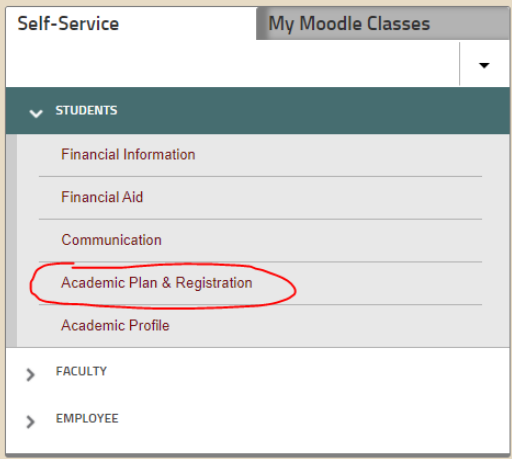 Self-Service
My Moodle Classes
STUDENTS
Financial Information
Financial Aid
Communication
Academic Plan & Registration
Academic Profile
FACULTY
EMPLOYEE